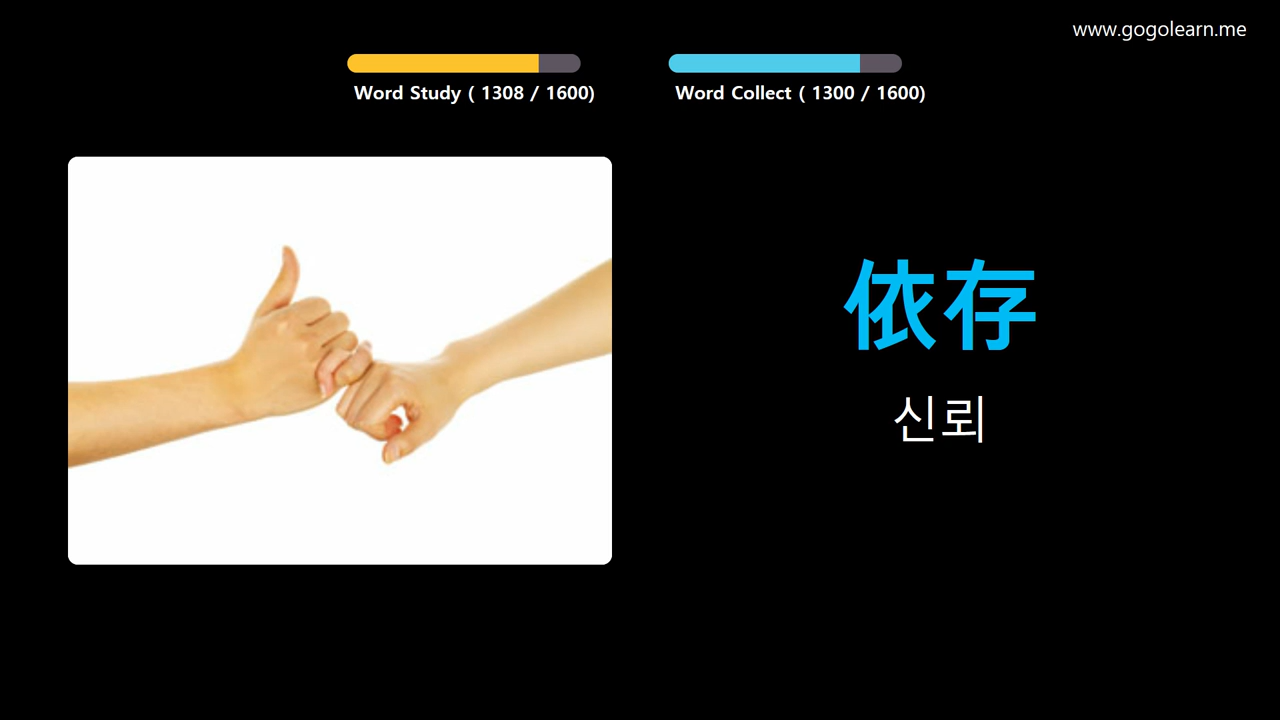 www.gogolearn.me
Word Study ( 1308 / 1600)
Word Collect ( 1300 / 1600)
依存
신뢰